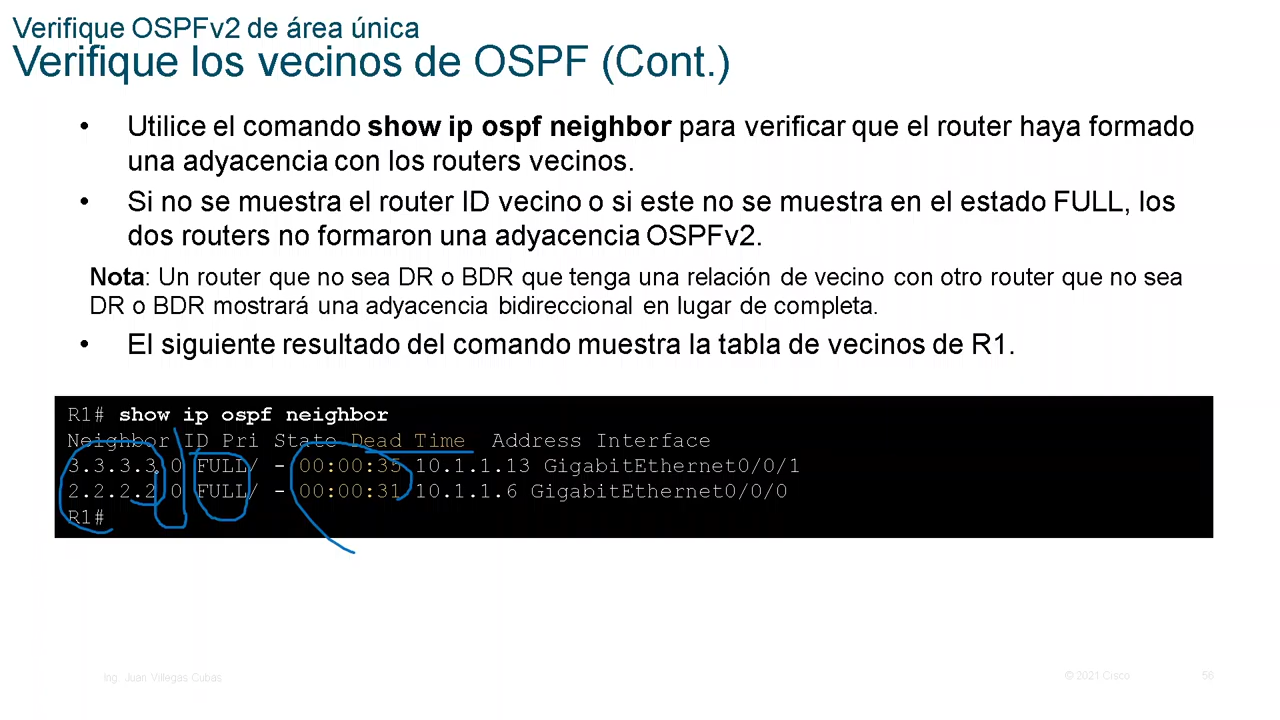 Verifique OSPFv2 de área única
Verifique los vecinos de OSPF (Cont.)
• Utilice el comando show ip ospf neighbor para verificar que el router haya formado
una adyacencia con los routers vecinos.
• Si no se muestra el router ID vecino o si este no se muestra en el estado FULL, los
dos routers no formaron una adyacencia OSPFv2.
Nota: Un router que no sea DR o BDR que tenga una relación de vecino con otro router que no sea
DR o BDR mostrará una adyacencia bidireccional en lugar de completa.
• El siguiente resultado del comando muestra la tabla de vecinos de R1.
R1# show ip ospf neighbor
Neighbor ID Pri State Dead Time Address Interface
3.3.3.3 0 FULL/ - 00:00:35 10.1.1.13 GigabitEthernet0/0/1
2.2.2.2 0 FULL/ - 00:00:31 10.1.1.6 GigabitEthernet0/0/0
R1#
Ing. Juan Villegas Cubas
© 2021 Cisco
56